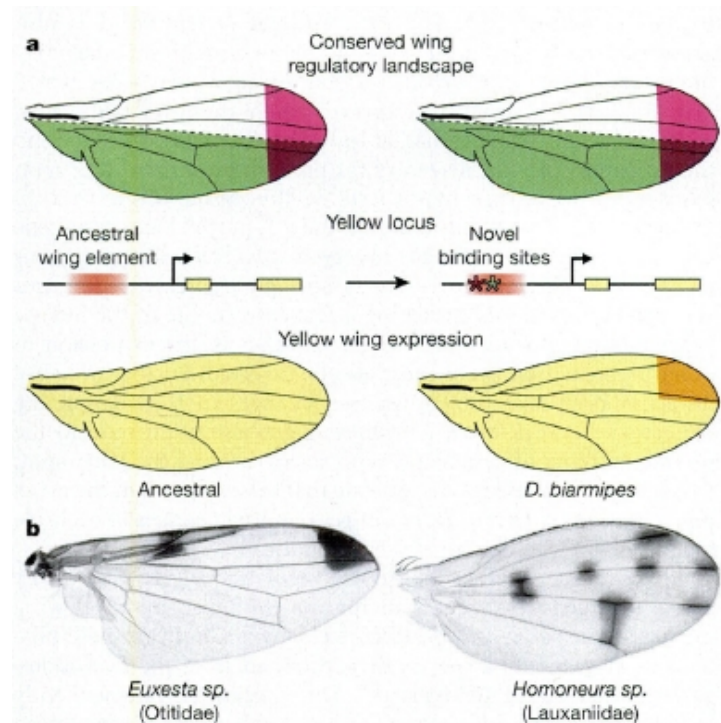 a
Conserved wing
regulatory landscape
Yellow locus
Ancestral
wing element
Novel
binding sites
Yellow wing expression
Ancestral
D. biarmipes
b
Euxesta sp.
(Otitidae)
Homoneura sp.
(Lauxaniidae)